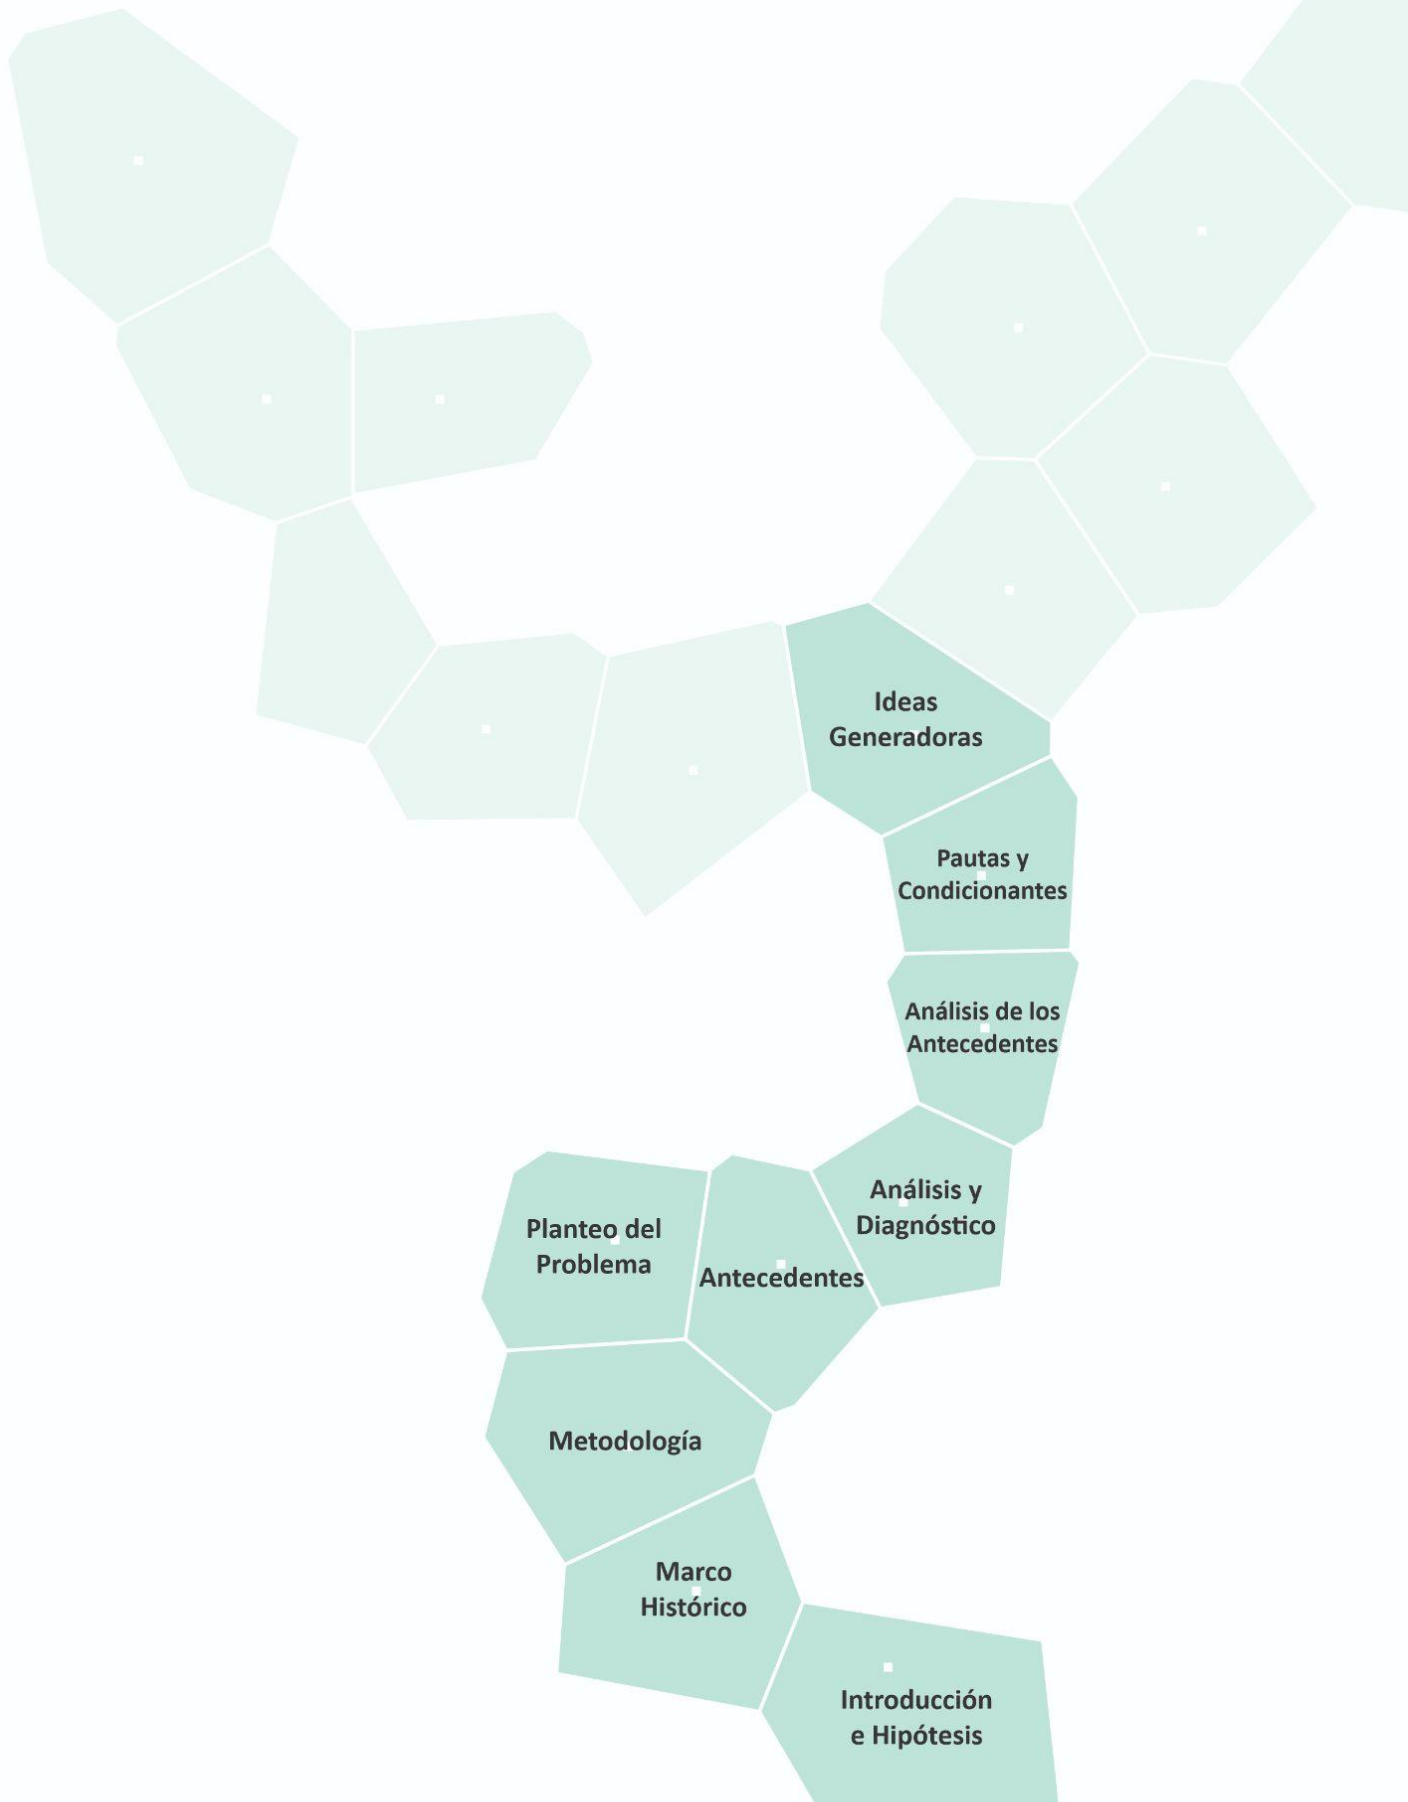 Ideas
Generadoras
Pautas y
Condicionantes
Análisis de los
Antecedentes
Análisis y
Diagnóstico
Planteo del
Problema
Antecedentes
Metodología
Marco
Histórico
Introducción
e Hipótesis